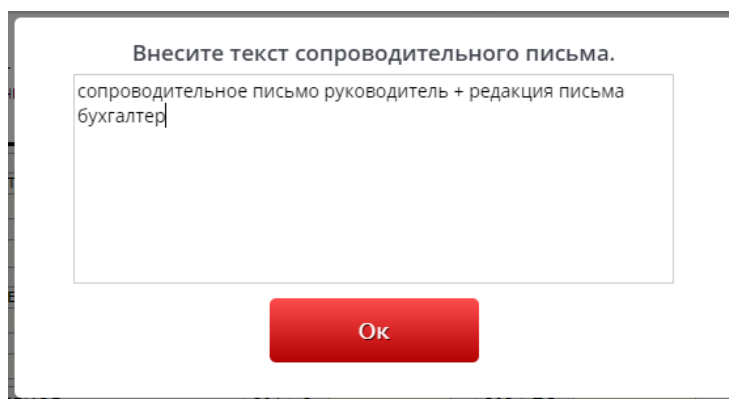 Внесите текст сопроводительного письма.
сопроводительное письмо руководитель + редакция письма
бухгалтер
Ок